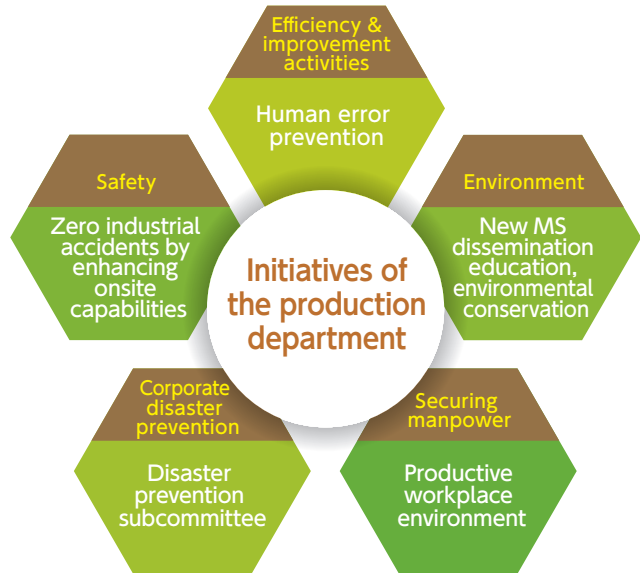 Efficiency &
improvement
activities
Human error
prevention
Safety
Zero industrial
accidents by
enhancing
onsite
capabilities
Environment
New MS
dissemination
education,
environmental
conservation
Initiatives of
the production
department
Corporate
disaster
prevention
Disaster
prevention
subcommittee
Securing
manpower
Productive
workplace
environment